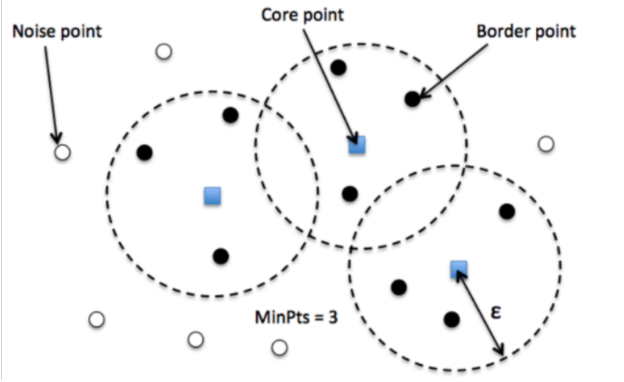 Core point
Noise point
Border point
MinPts = 3
ε